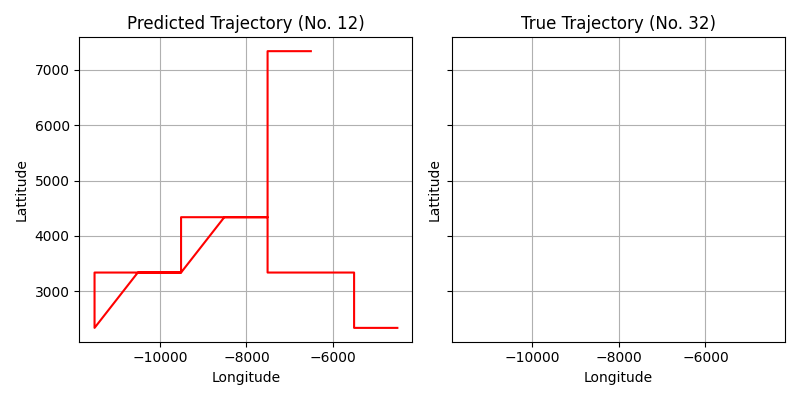 Predicted Trajectory (No. 12)
True Trajectory (No. 32)
7000
6000
5000
4000
3000
Lattitude
Lattitude
−10000
−8000
−6000
−10000
−8000
−6000
Longitude
Longitude